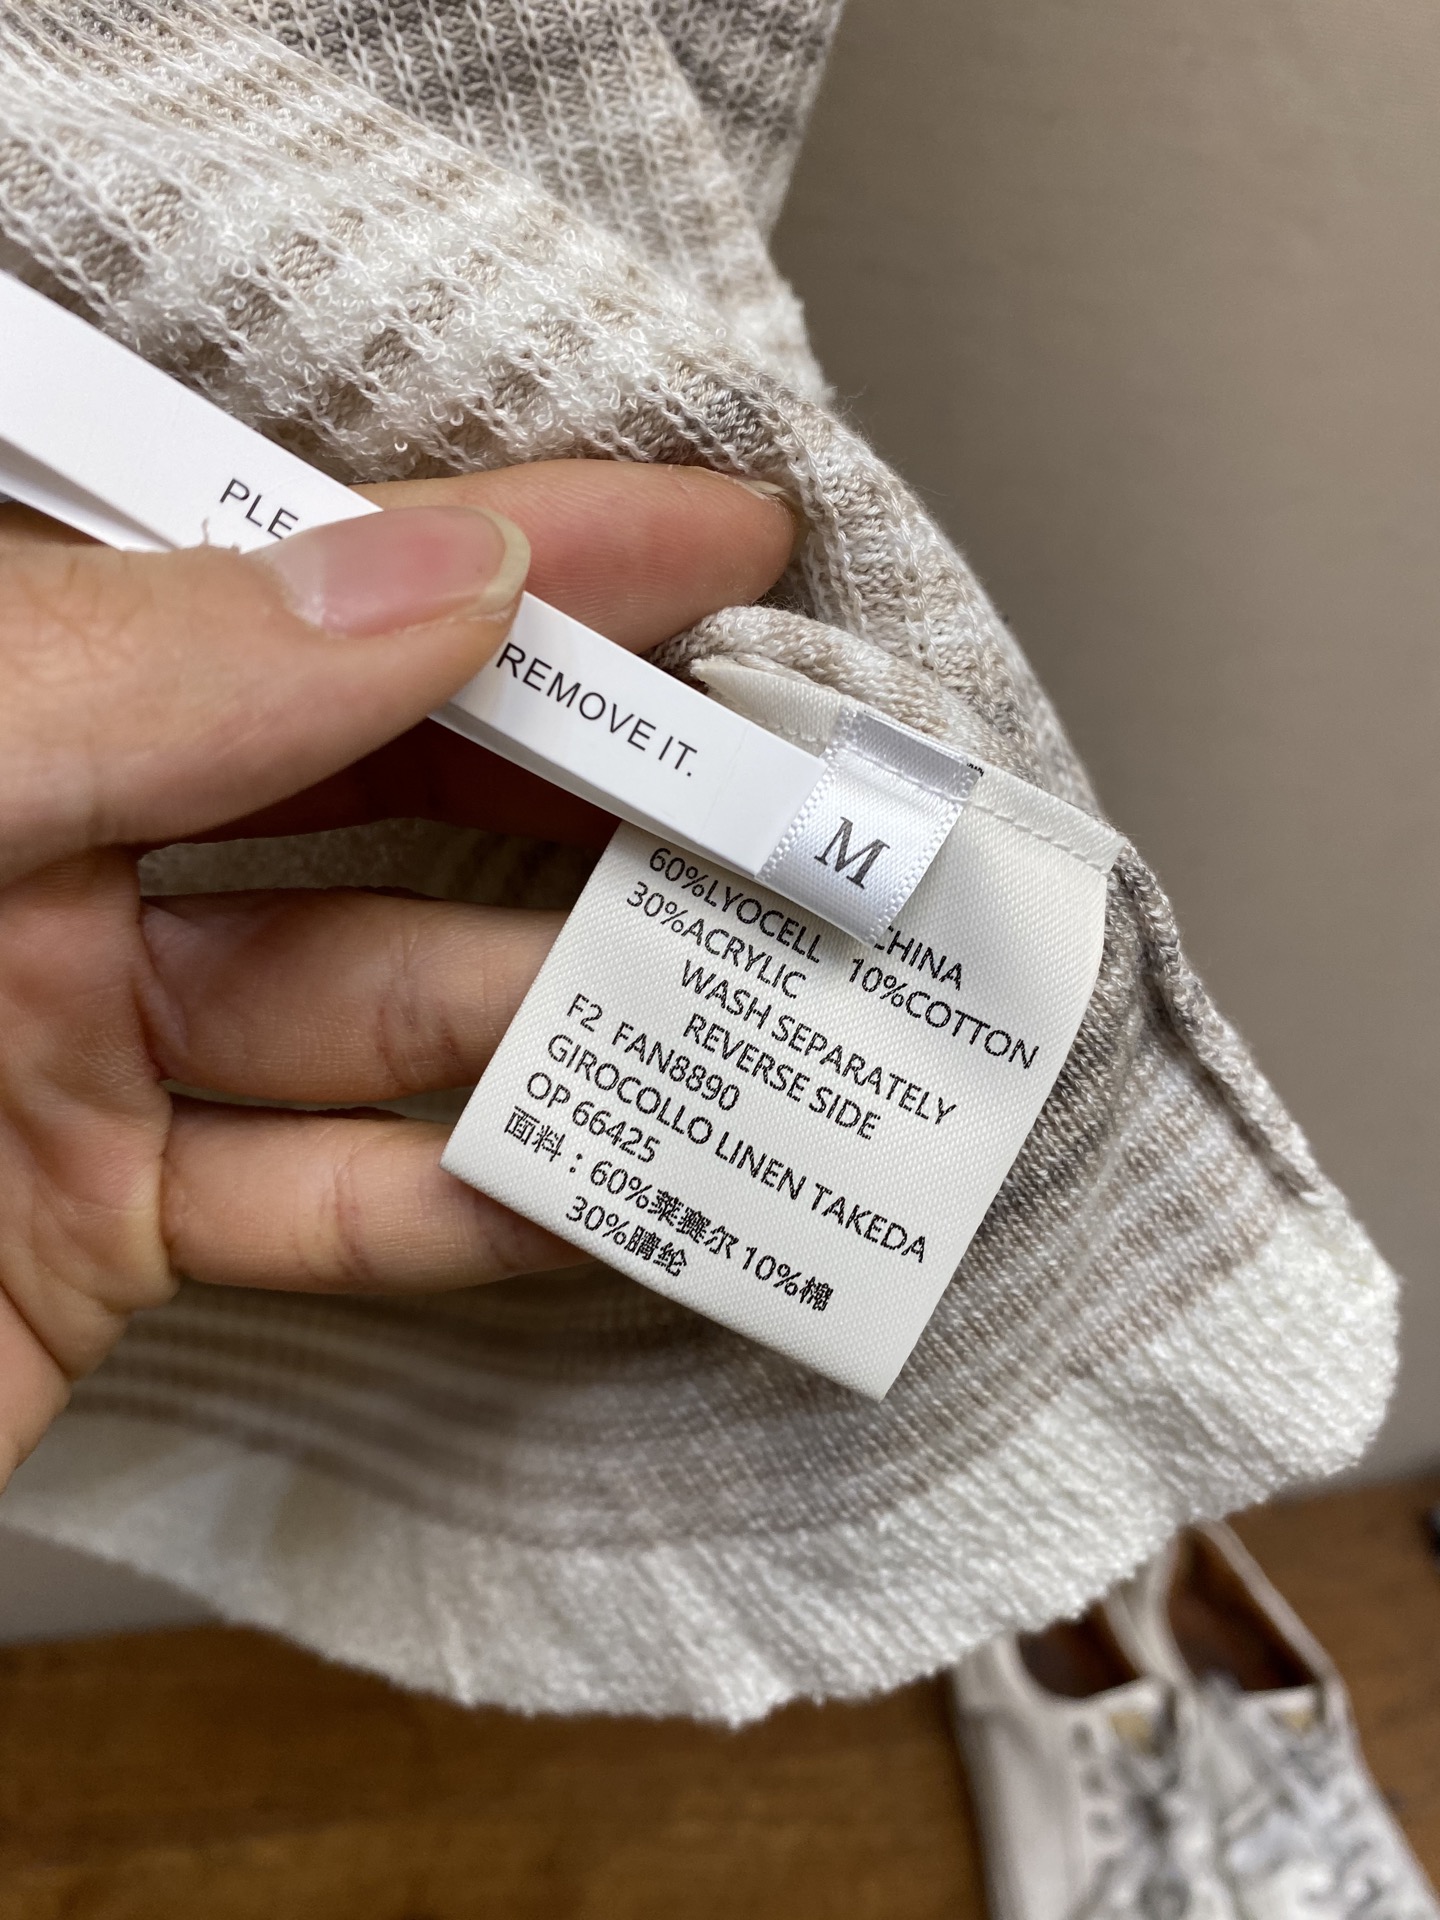 PLE
REMOVE IT.
M
CHINA
60%LYOCELL 10%COTTON
30%ACRYLIC
WASH SEPARATELY
REVERSE SIDE
F2 FAN8890
GIROCOLLO LINEN TAKEDA
OP 66425
面料：60%莱赛尔 10%棉
30%腈纶